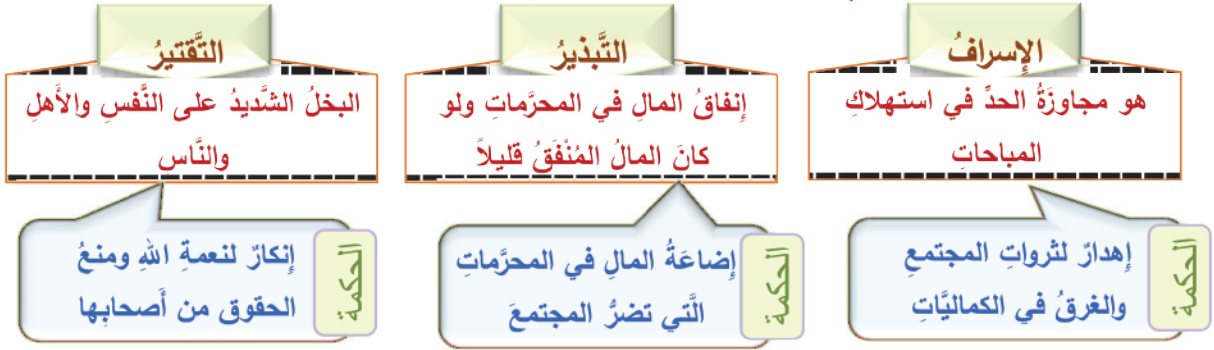 الإسرافُ
هو مجاوزَةُ الحدِّ في استهلاكِ
المباحاتِ
الحكمة
إهدارٌ لثرواتِ المجتمعِ
والغرقُ في الكماليَّاتِ
التَّبذيرُ
إنفاقُ المالِ في المحرَّماتِ ولو
كانَ المالُ المُنْفَقُ قليلاً
الحكمة
إضاعَةُ المالِ في المحرَّماتِ
الَّتي تضرُّ المجتمعَ
التَّقتيرُ
البخلُ الشَّديدُ على النَّفسِ والأَهلِ
والنَّاس
الحكمة
إنكارٌ لنعمةِ اللهِ ومنعُ
الحقوق من أَصحابِها